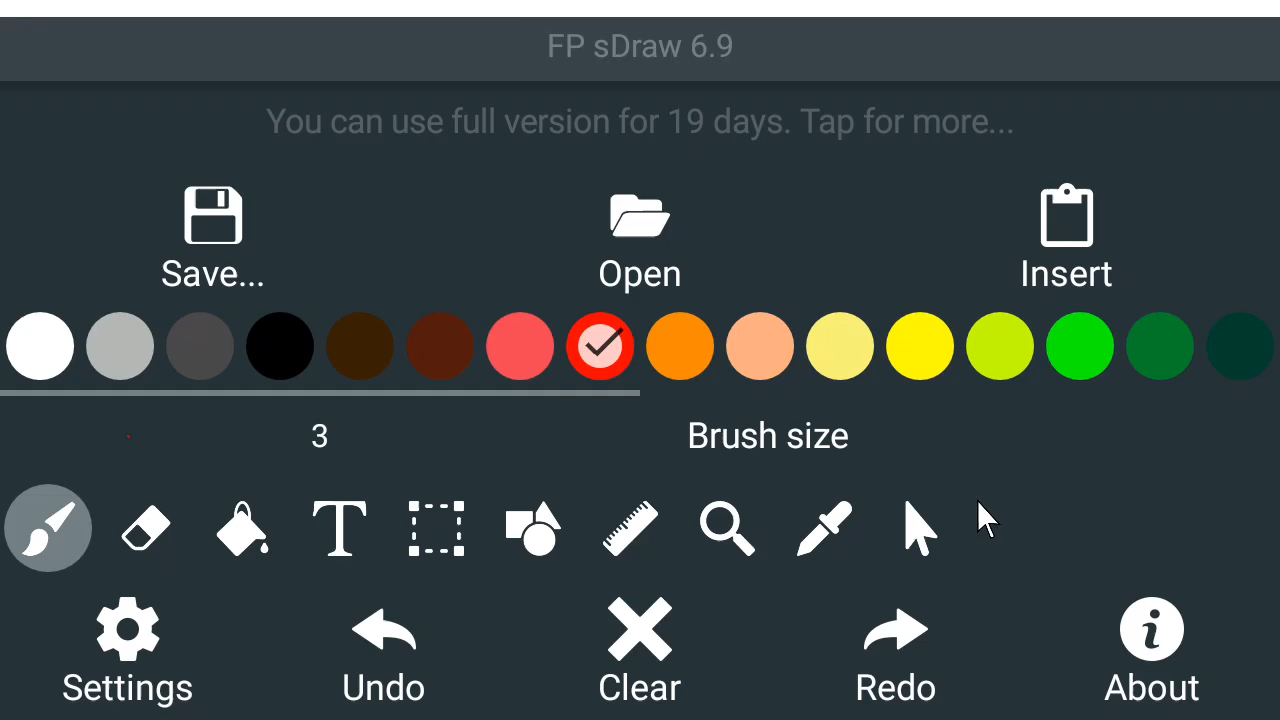 FP sDraw 6.9
You can use full version for 19 days. Tap for more...
Save... Open Insert
3 Brush size
Settings Undo Clear Redo About